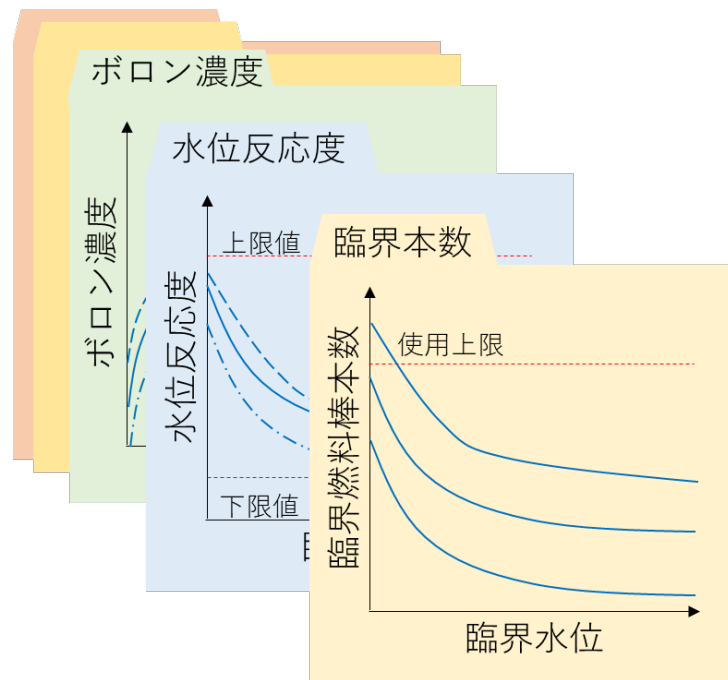 ボロン濃度
ボロン濃度
水位反応度
上限値
水位反応度
下限値
臨界本数
使用上限
臨界燃料棒本数
臨界水位